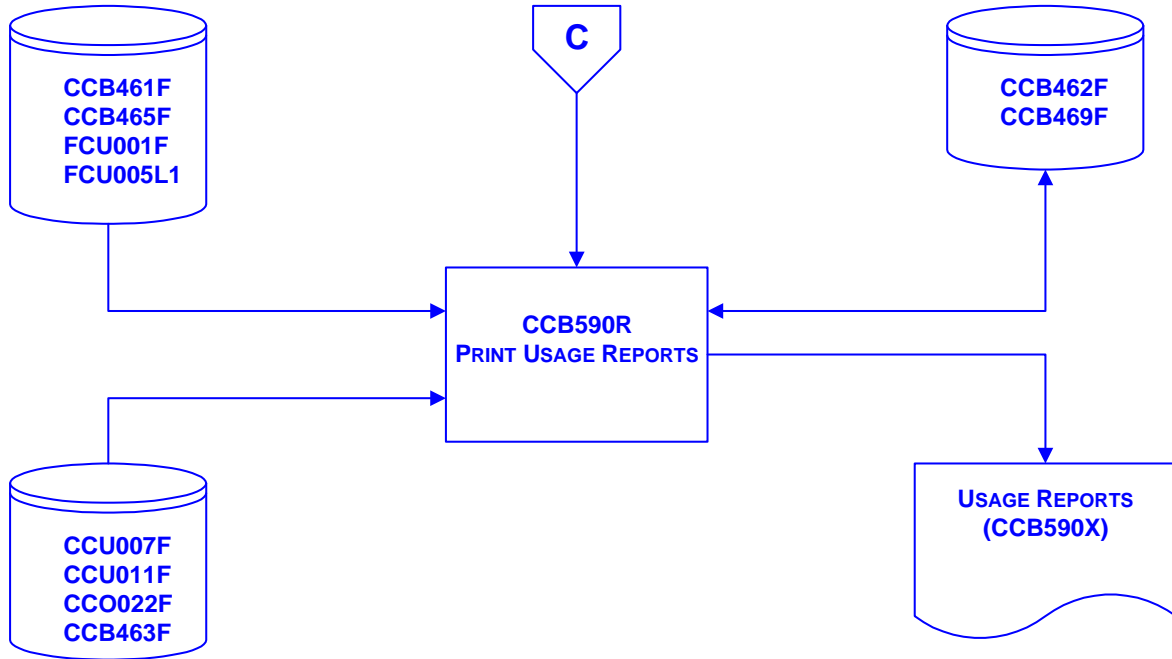 CCB461F
CCB465F
FCU001F
FCU005L1
C
CCB462F
CCB469F
CCB590R
PRINT USAGE REPORTS
CCU007F
CCU011F
CCO022F
CCB463F
USAGE REPORTS
(CCB590X)